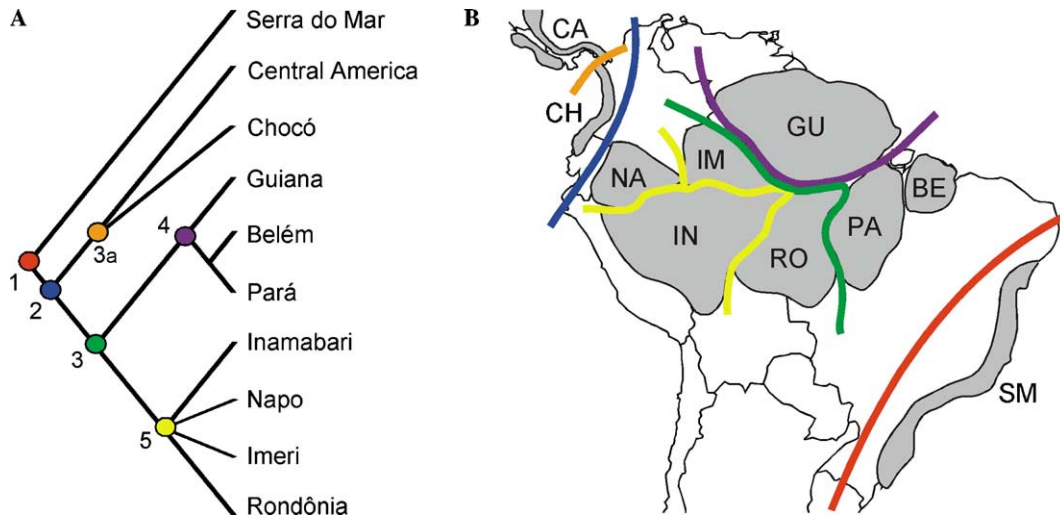 A
Serra do Mar
Central America
Chocó
Guiana
Belém
Pará
Inamabari
Napo
Imeri
Rondônia
1
2
3a
3
4
5
B
CA
CH
GU
IM
NA
BE
PA
IN
RO
SM